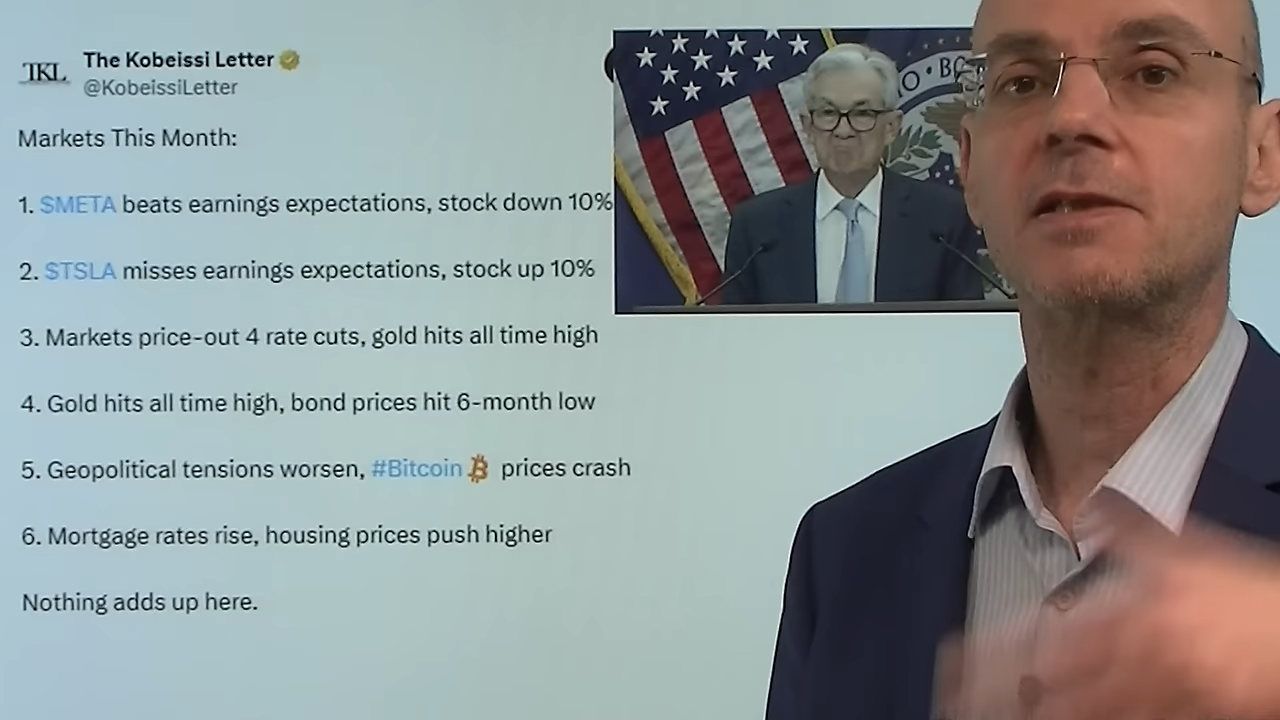 TKL
The Kobeissi Letter
@KobeissiLetter
Markets This Month:
1. $META beats earnings expectations, stock down 10%
2. $TSLA misses earnings expectations, stock up 10%
3. Markets price-out 4 rate cuts, gold hits all time high
4. Gold hits all time high, bond prices hit 6-month low
5. Geopolitical tensions worsen, #Bitcoin prices crash
6. Mortgage rates rise, housing prices push higher
Nothing adds up here.